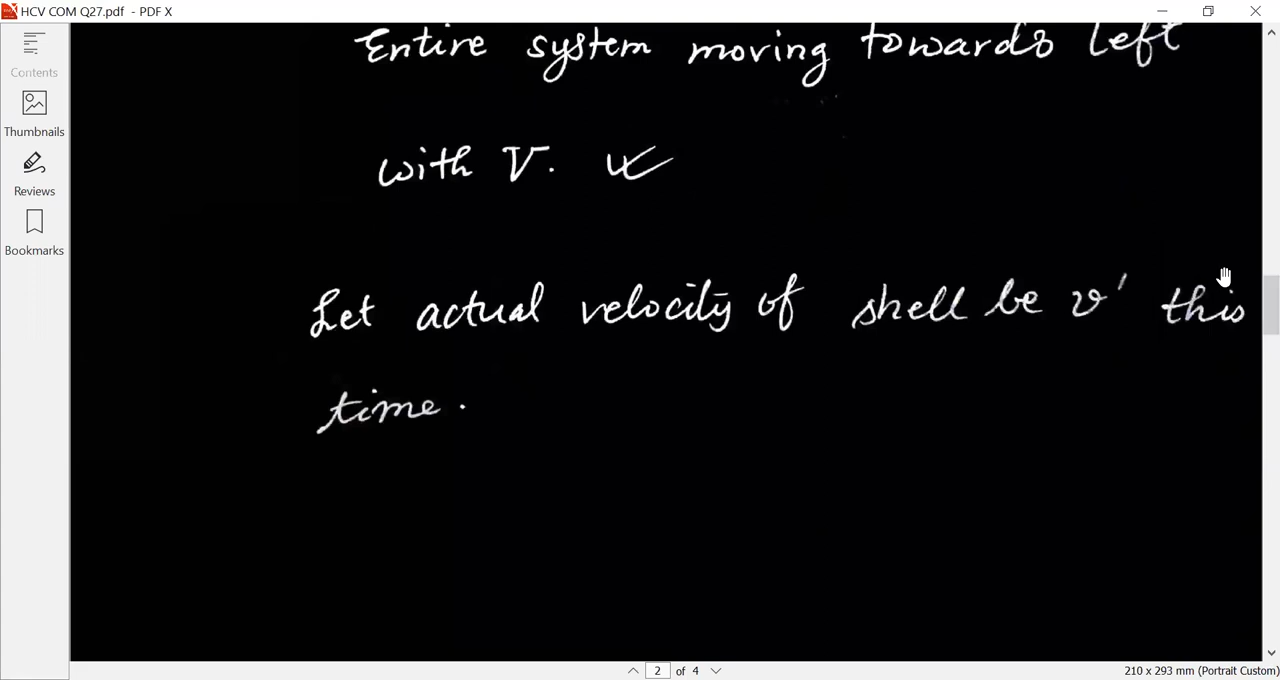 HCV COM Q27.pdf - PDF X
Contents
Thumbnails
Reviews
Bookmarks
Entire system moving towards left
with V.
Let actual velocity of shell be v' this
time.
2 of 4
210 x 293 mm (Portrait Custom)